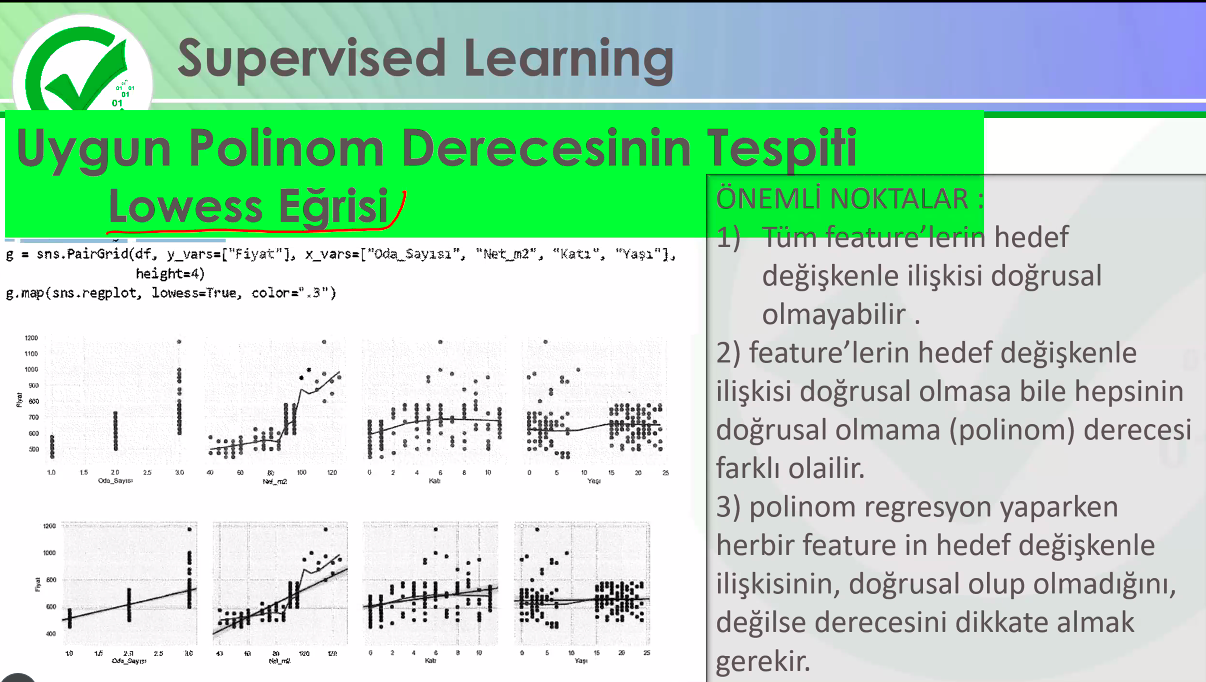 Supervised Learning
01 01
01
01
Uygun Polinom Derecesinin Tespiti
Lowess Eğrisi
g = sns.PairGrid(df, y_vars=["Fiyat"], x_vars=["Oda_Sayısı", "Net_m2", "Katı", "Yaşı"],
height=4)
g.map(sns.regplot, lowess=True, color=".3")
ÖNEMLİ NOKTALAR :
1) Tüm feature’lerin hedef
değişkenle ilişkisi doğrusal
olmayabilir .
2) feature’lerin hedef değişkenle
ilişkisi doğrusal olmasa bile hepsinin
doğrusal olmama (polinom) derecesi
farklı olailir.
3) polinom regresyon yaparken
herbir feature in hedef değişkenle
ilişkisinin, doğrusal olup olmadığını,
değilse derecesini dikkate almak
gerekir.
1200
1100
1000
900
800
700
600
500
Fiyat
1.0 1.5 2.0 2.5 3.0
40 60 80 100 120
0 2 4 6 8 10
0 5 10 15 20 25
Oda_Sayısı
Net_m2
Katı
Yaşı
1200
1000
800
600
400
Fiyat
1.0 1.5 2.0 2.5 3.0
40 60 80 100 120
0 2 4 6 8 10
0 5 10 15 20 25
Oda_Sayısı
Net_m2
Katı
Yaşı